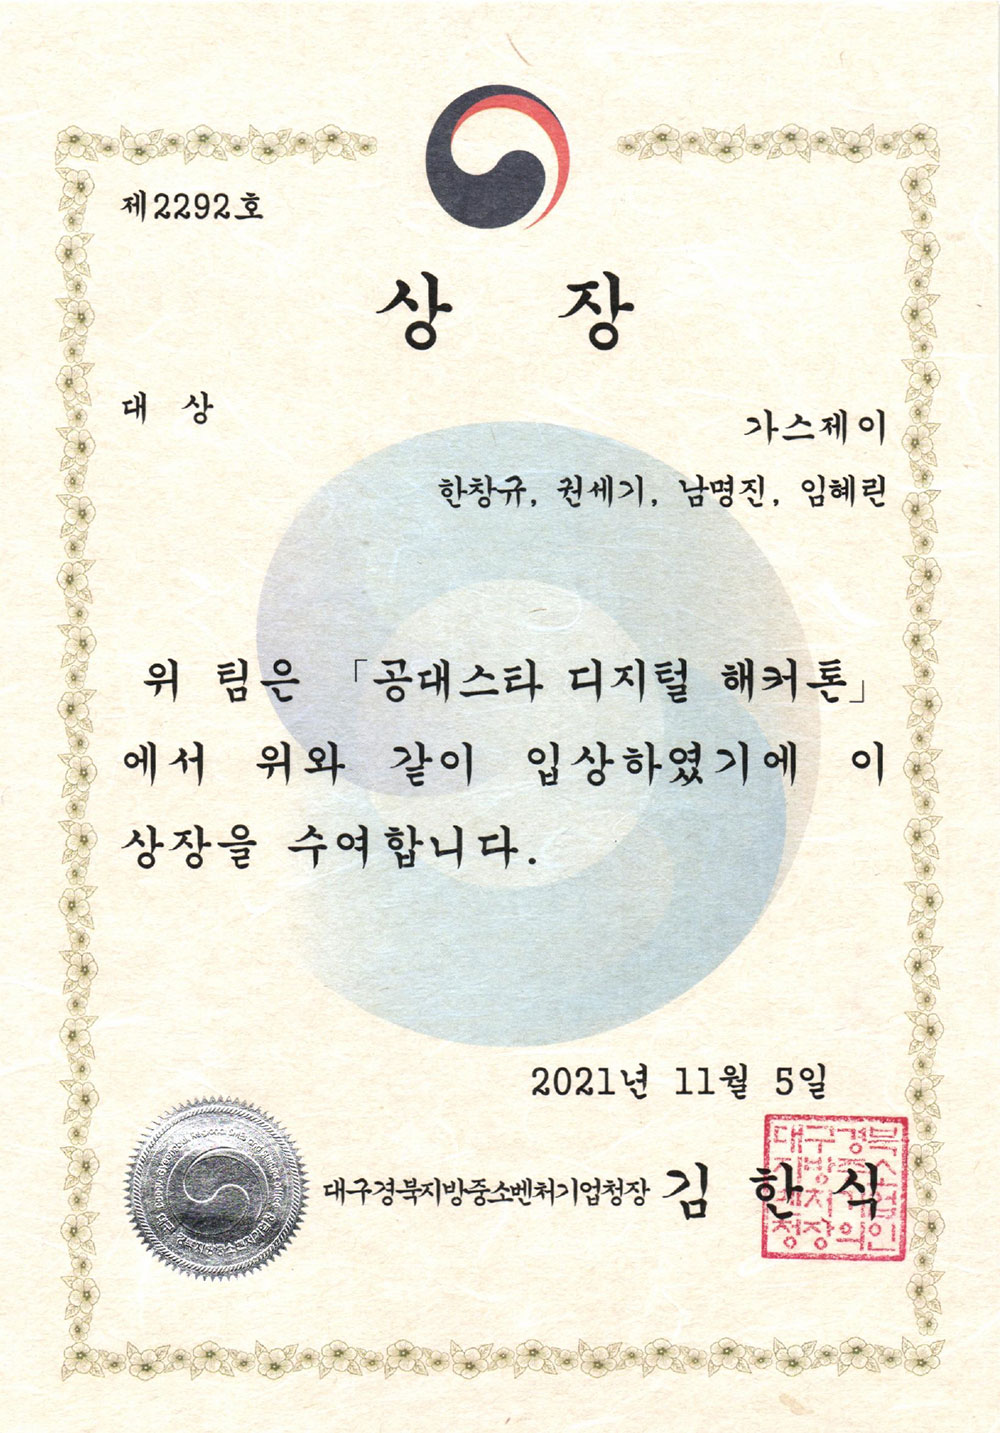 제2292호
상 장
대 상
가스제이
한창규, 권세기, 남명진, 임혜린
위 팀은 「공대스타 디지털 해커톤」
에서 위와 같이 입상하였기에 이
상장을 수여합니다.
2021년 11월 5일
대구경북지방중소벤처기업청장 김 한 식
대구경북
지방중소
벤처기업
청장의인